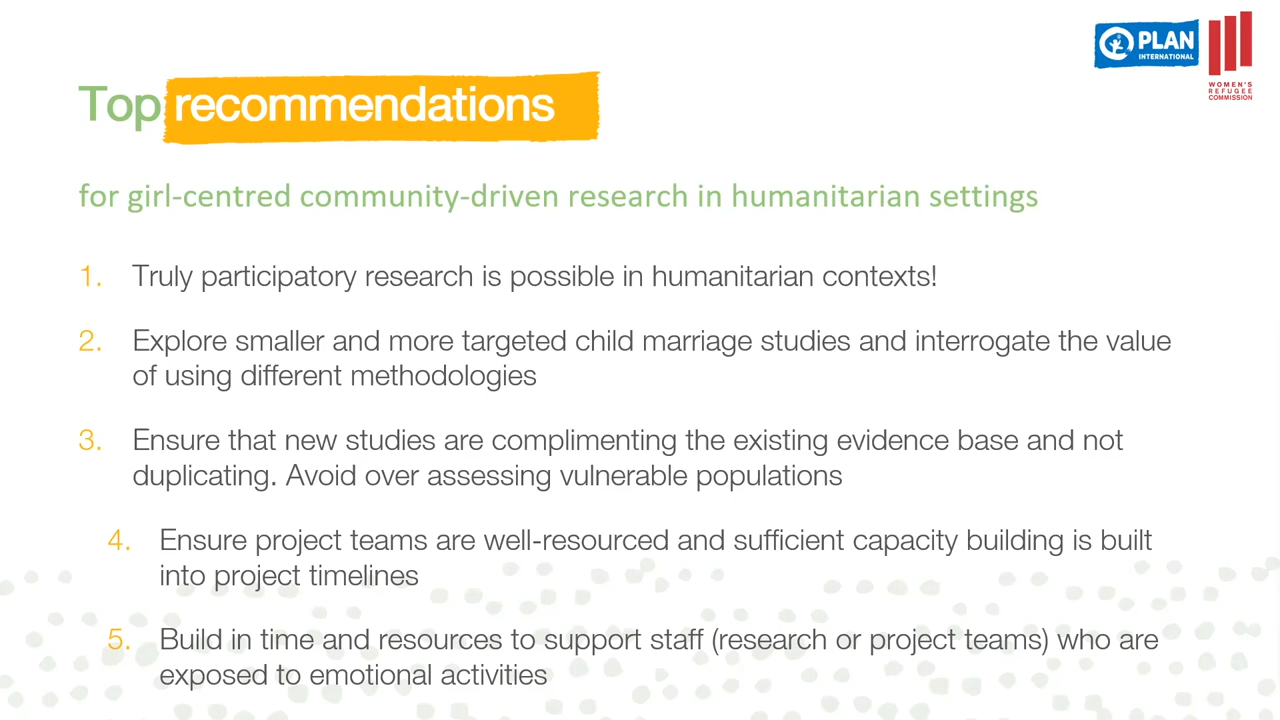 PLAN
INTERNATIONAL
WOMEN'S
REFUGEE
COMMISSION
Top recommendations
for girl-centred community-driven research in humanitarian settings
1. Truly participatory research is possible in humanitarian contexts!
2. Explore smaller and more targeted child marriage studies and interrogate the value
of using different methodologies
3. Ensure that new studies are complimenting the existing evidence base and not
duplicating. Avoid over assessing vulnerable populations
4. Ensure project teams are well-resourced and sufficient capacity building is built
into project timelines
5. Build in time and resources to support staff (research or project teams) who are
exposed to emotional activities